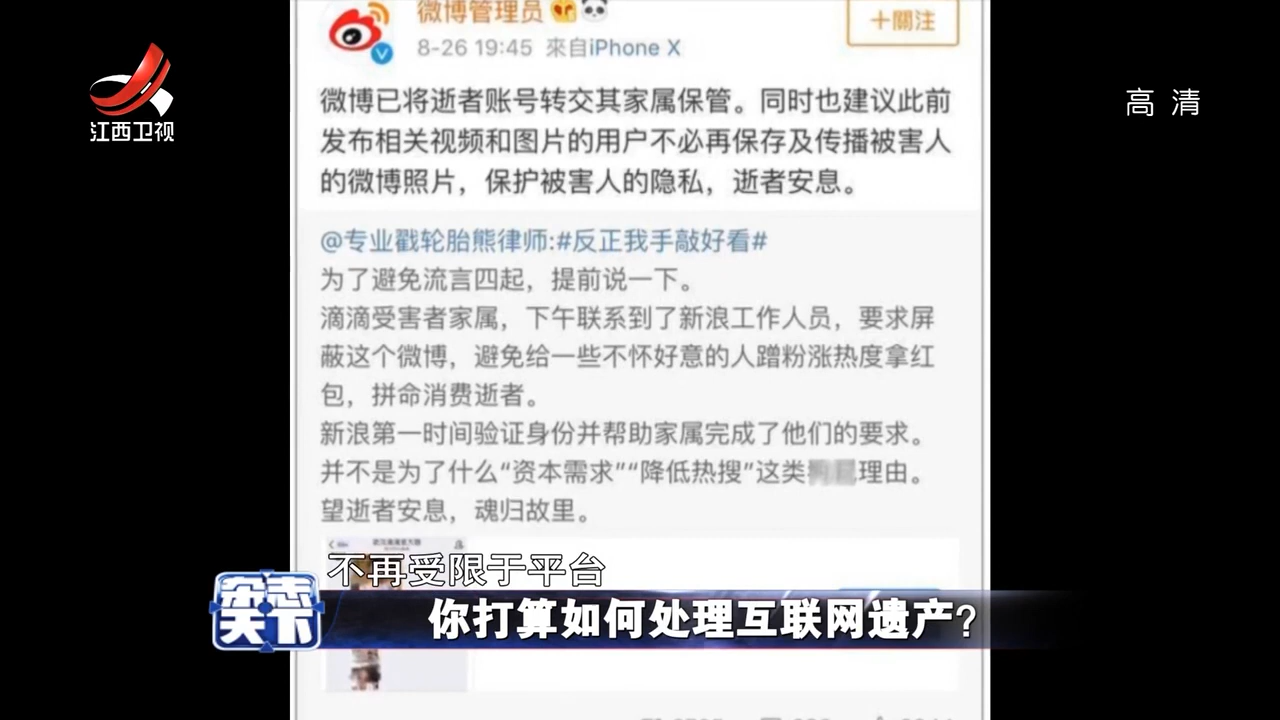 微博管理员
+關注
8-26 19:45 來自iPhone X
江西卫视
高清
微博已将逝者账号转交其家属保管。同时也建议此前
发布相关视频和图片的用户不必再保存及传播被害人
的微博照片，保护被害人的隐私，逝者安息。
@专业戳轮胎熊律师:#反正我手敲好看#
为了避免流言四起，提前说一下。
滴滴受害者家属，下午联系到了新浪工作人员，要求屏
蔽这个微博，避免给一些不怀好意的人蹭粉涨热度拿红
包，拼命消费逝者。
新浪第一时间验证身份并帮助家属完成了他们的要求。
并不是为了什么“资本需求”“降低热搜”这类理由。
望逝者安息，魂归故里。
不再受限于平台
杂志天下
你打算如何处理互联网遗产？